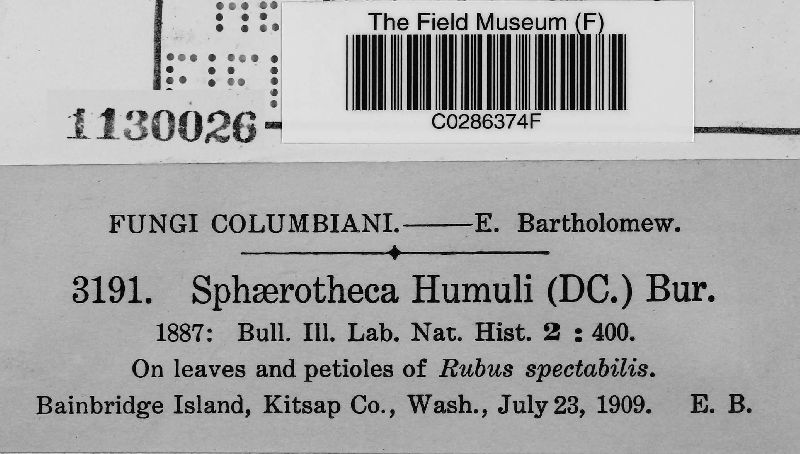 The Field Museum (F)
C0286374F
1130026
FUNGI COLUMBIANI.——E. Bartholomew.
3191. Sphærotheca Humuli (DC.) Bur.
1887: Bull. Ill. Lab. Nat. Hist. 2 : 400.
On leaves and petioles of Rubus spectabilis.
Bainbridge Island, Kitsap Co., Wash., July 23, 1909. E. B.